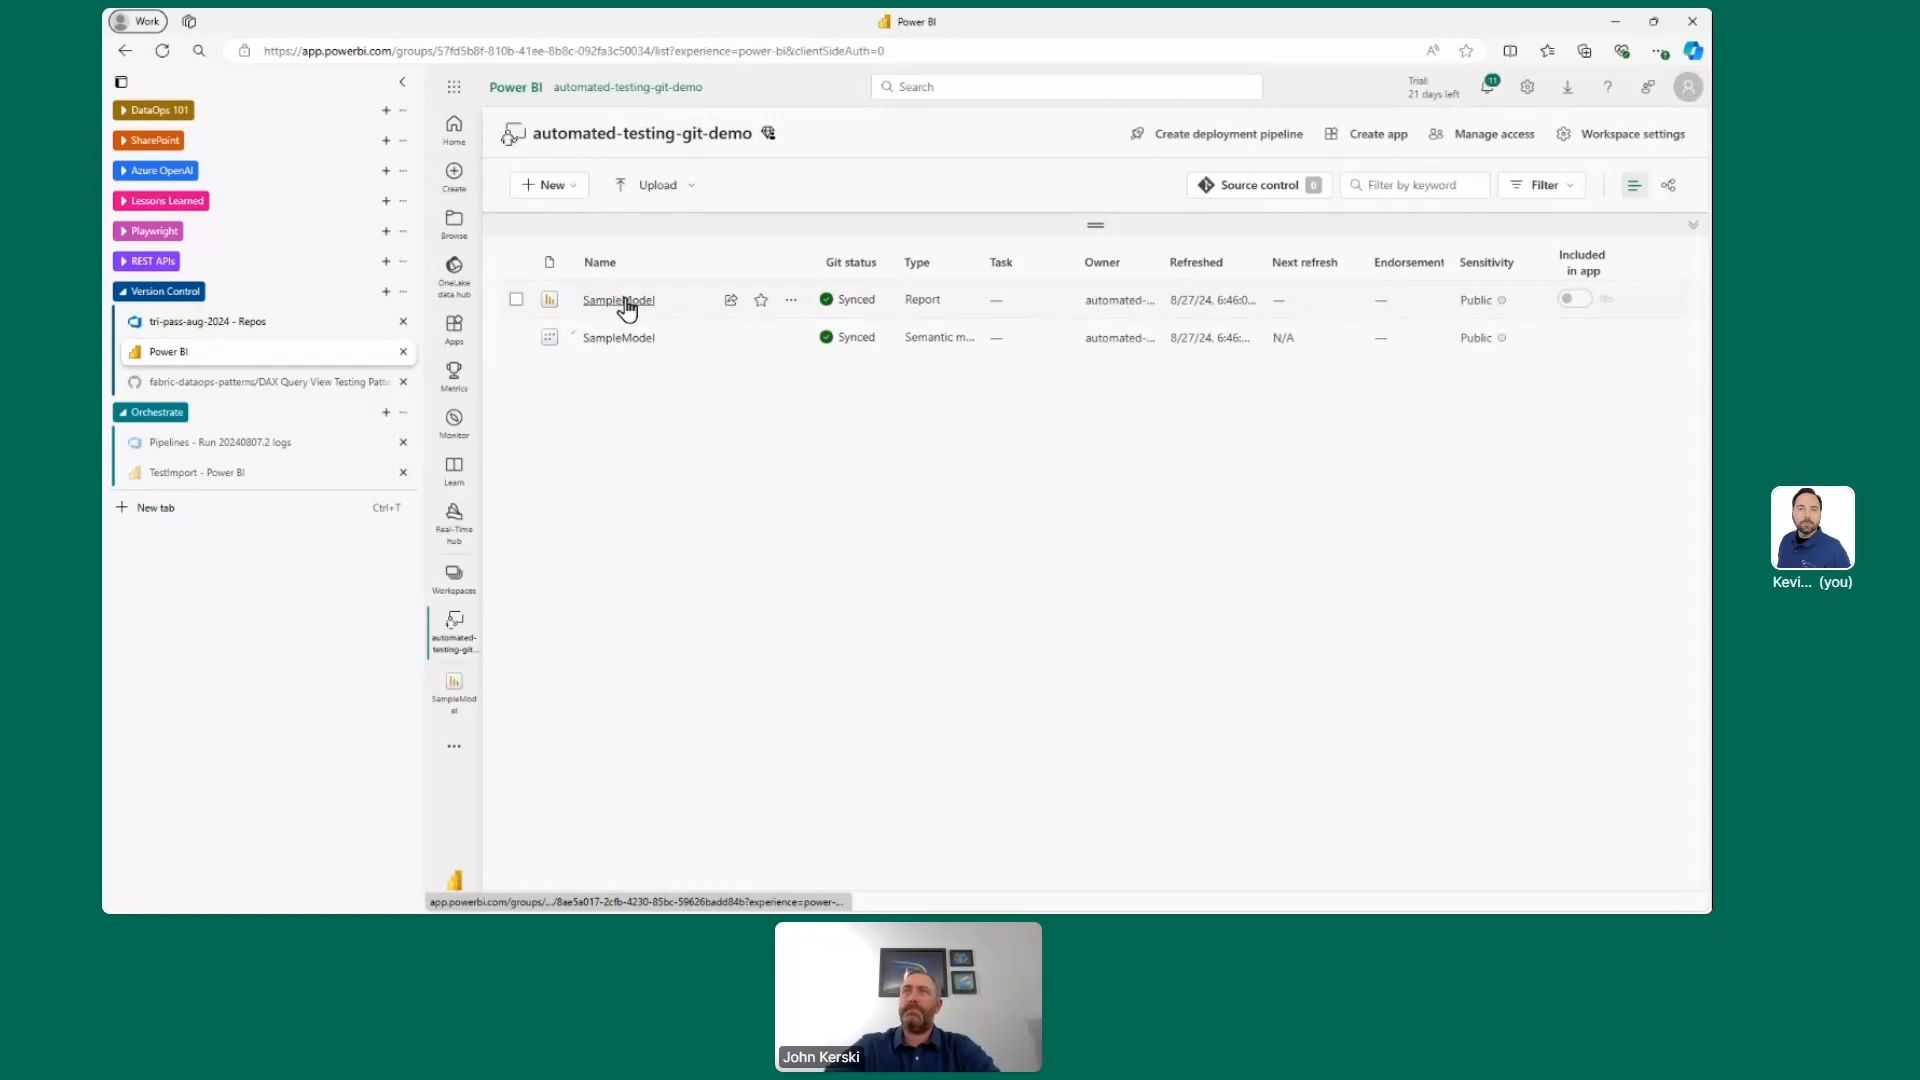 Work
Power BI
https://app.powerbi.com/groups/57fd5b8f-810b-41ee-8b8c-092fa3c50034/list?experience=power-bi&clientSideAuth=0
DataOps 101
SharePoint
Azure OpenAI
Lessons Learned
Playwright
REST APIs
Version Control
tri-pass-aug-2024 - Repos
Power BI
fabric-dataops-patterns/DAX Query View Testing Patte
Orchestrate
Pipelines - Run 20240807.2 logs
TestImport - Power BI
New tab Ctrl+T
Home
Create
Browse
OneLake
data hub
Apps
Metrics
Monitor
Learn
Real-Time
hub
Workspaces
automated-
testing-git...
SampleMod
el
Power BI automated-testing-git-demo
Search
Trial:
21 days left
11
automated-testing-git-demo
Create deployment pipeline Create app Manage access Workspace settings
New Upload Source control 0 Filter by keyword Filter
Name Git status Type Task Owner Refreshed Next refresh Endorsement Sensitivity Included
in app
SampleModel Synced Report — automated-... 8/27/24, 6:46:0... — — Public No
SampleModel Synced Semantic m... — automated-... 8/27/24, 6:46:... N/A — Public
app.powerbi.com/groups/.../8ae5a017-2cfb-4230-85bc-59626badd84b?experience=power-...
Kevi... (you)
John Kerski